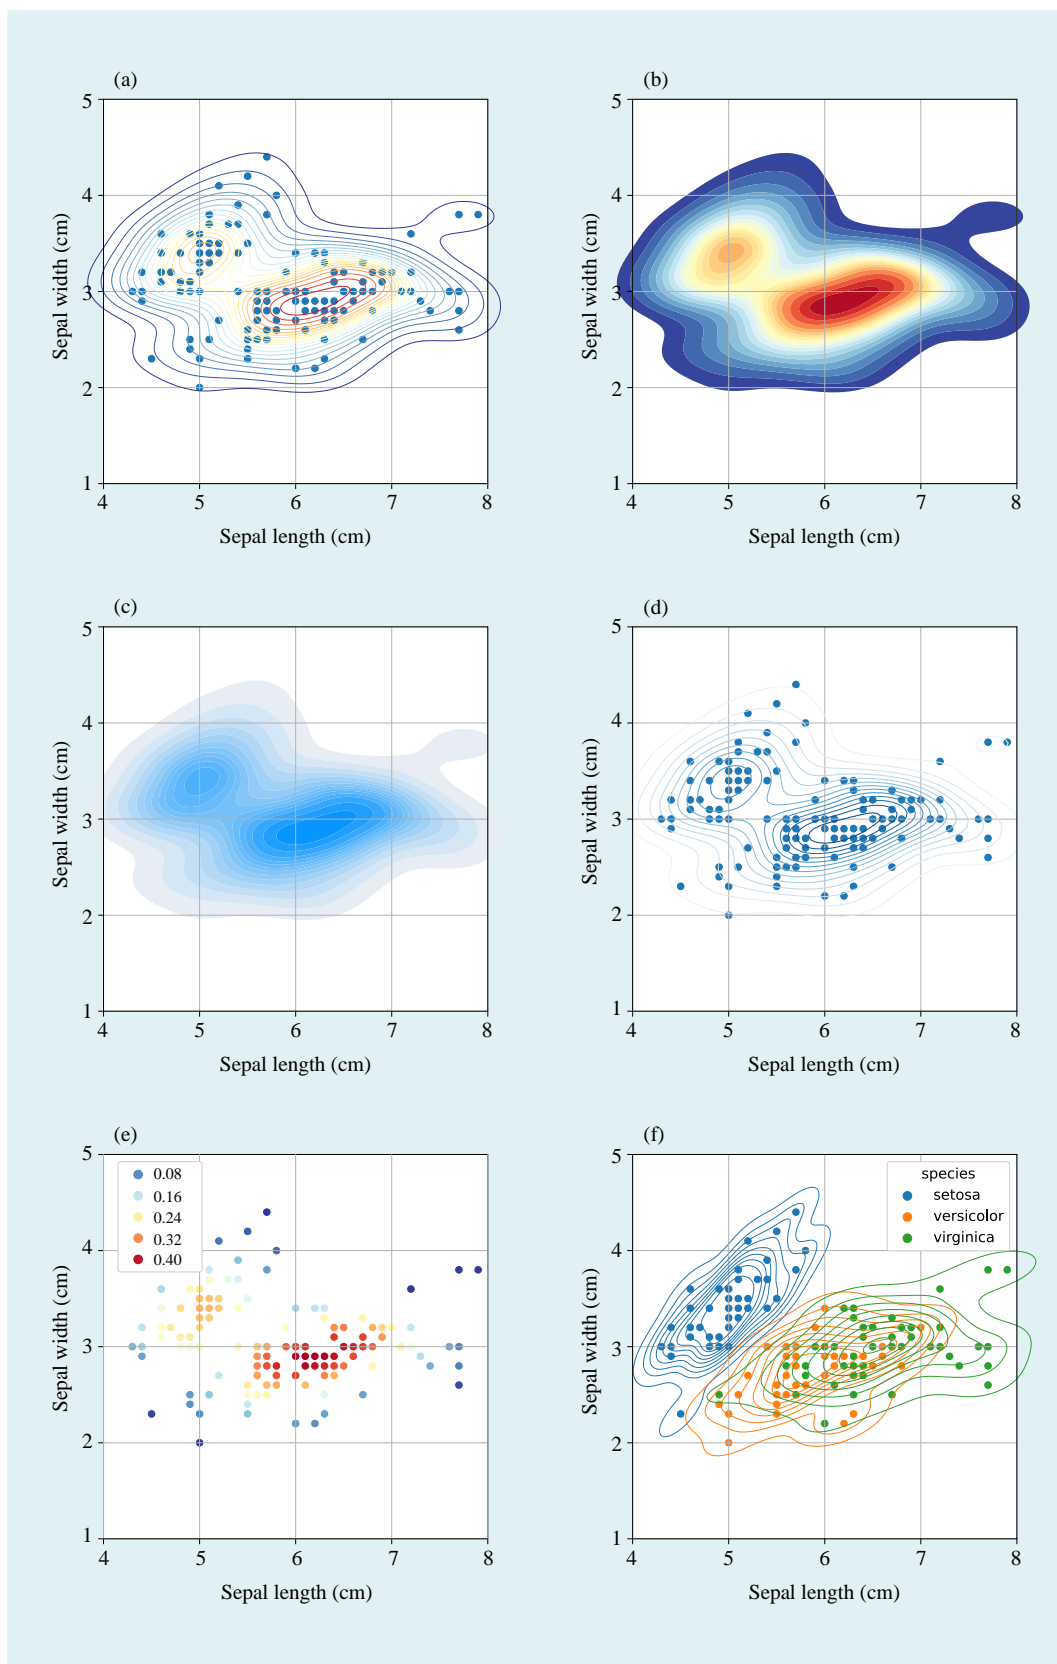 (a)
5
4
3
2
1
Sepal width (cm)
4 5 6 7 8
Sepal length (cm)
(b)
5
4
3
2
1
Sepal width (cm)
4 5 6 7 8
Sepal length (cm)
(c)
5
4
3
2
1
Sepal width (cm)
4 5 6 7 8
Sepal length (cm)
(d)
5
4
3
2
1
Sepal width (cm)
4 5 6 7 8
Sepal length (cm)
(e)
5
4
3
2
1
Sepal width (cm)
0.08
0.16
0.24
0.32
0.40
4 5 6 7 8
Sepal length (cm)
(f)
5
4
3
2
1
Sepal width (cm)
species
setosa
versicolor
virginica
4 5 6 7 8
Sepal length (cm)